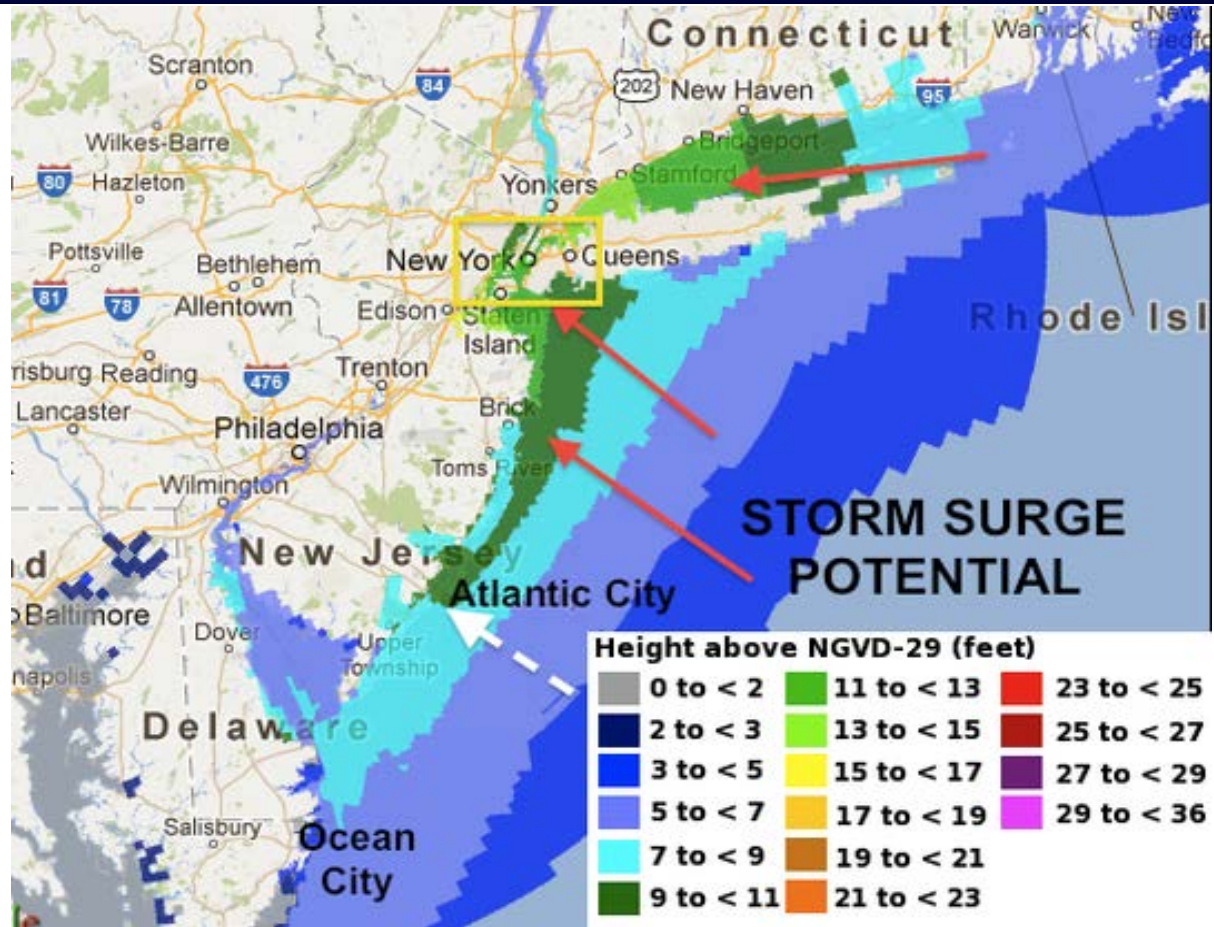 Connecticut
Warwick
New
Bedfo
Scranton
84
202
New Haven
95
Wilkes-Barre
Bridgeport
80
Hazleton
Yonkers
Stamford
Pottsville
Bethlehem
New York
Queens
81
78
Allentown
Edison
Staten
Island
Rhode Isl
risburg
Reading
476
Trenton
Lancaster
Brick
Philadelphia
Toms River
Wilmington
STORM SURGE
POTENTIAL
New Jersey
d
Atlantic City
Baltimore
Dover
Upper
Township
napolis
Delaware
Salisbury
Ocean
City
Height above NGVD-29 (feet)
0 to < 2
2 to < 3
3 to < 5
5 to < 7
7 to < 9
9 to < 11
11 to < 13
13 to < 15
15 to < 17
17 to < 19
19 to < 21
21 to < 23
23 to < 25
25 to < 27
27 to < 29
29 to < 36